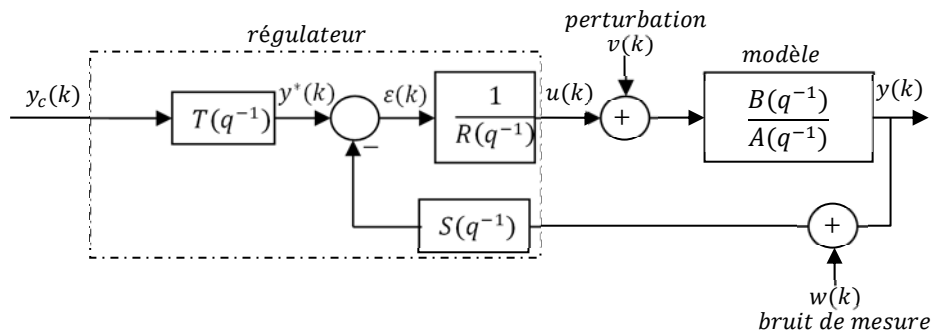 perturbation
v(k)
régulateur
modèle
y_c(k)
T(q⁻¹)
y*(k)
ε(k)
−
1
R(q⁻¹)
u(k)
+
B(q⁻¹)
A(q⁻¹)
y(k)
S(q⁻¹)
+
w(k)
bruit de mesure